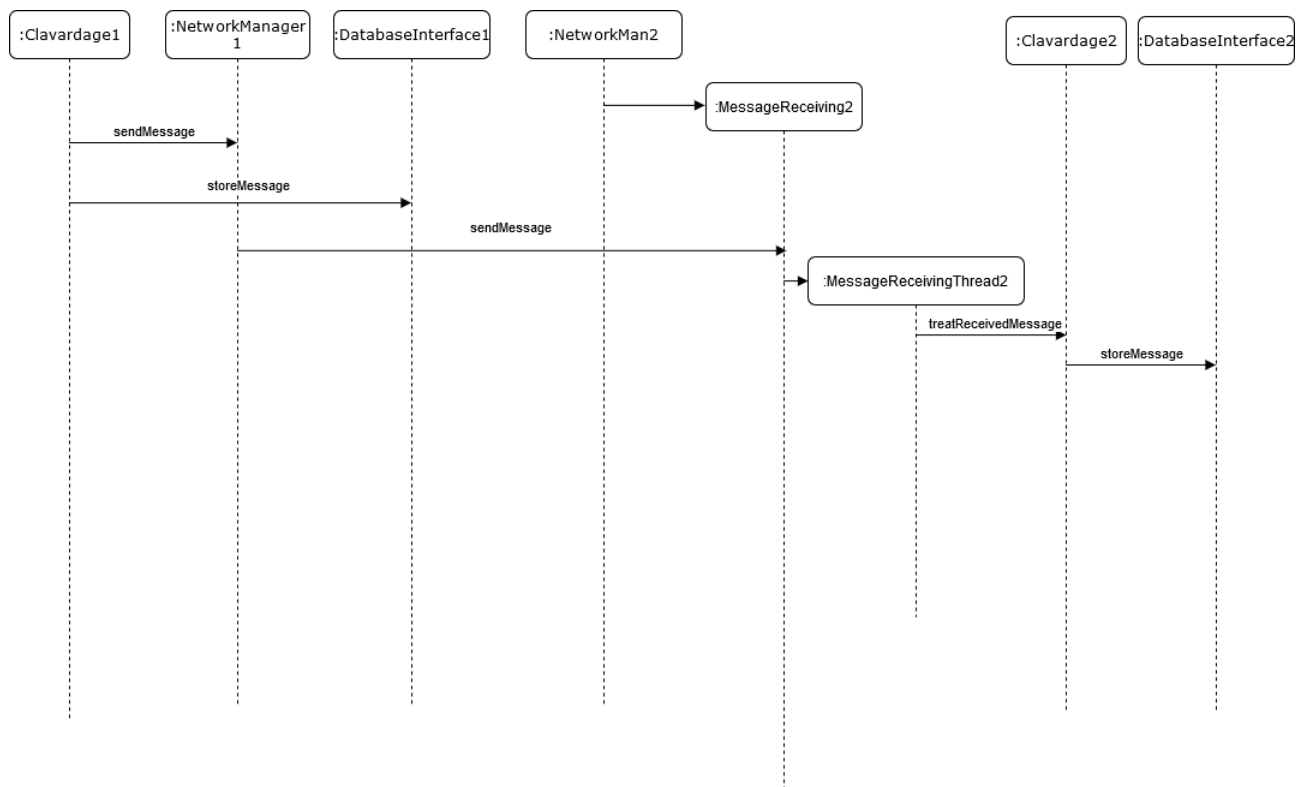 :Clavardage1
:NetworkManager
1
:DatabaseInterface1
:NetworkMan2
:Clavardage2
:DatabaseInterface2
:MessageReceiving2
sendMessage
storeMessage
sendMessage
:MessageReceivingThread2
treatReceivedMessage
storeMessage